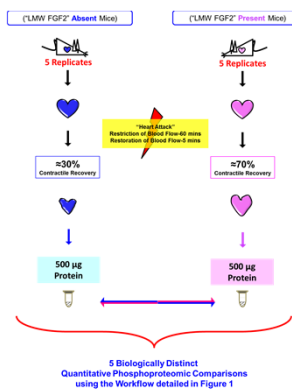 ("LMW FGF2" Absent Mice)
("LMW FGF2" Present Mice)
5 Replicates
5 Replicates
"Heart Attack"
Restriction of Blood Flow-60 mins
Restoration of Blood Flow-5 mins
≈30%
Contractile Recovery
≈70%
Contractile Recovery
500 µg
Protein
500 µg
Protein
5 Biologically Distinct
Quantitative Phosphoproteomic Comparisons
using the Workflow detailed in Figure 1